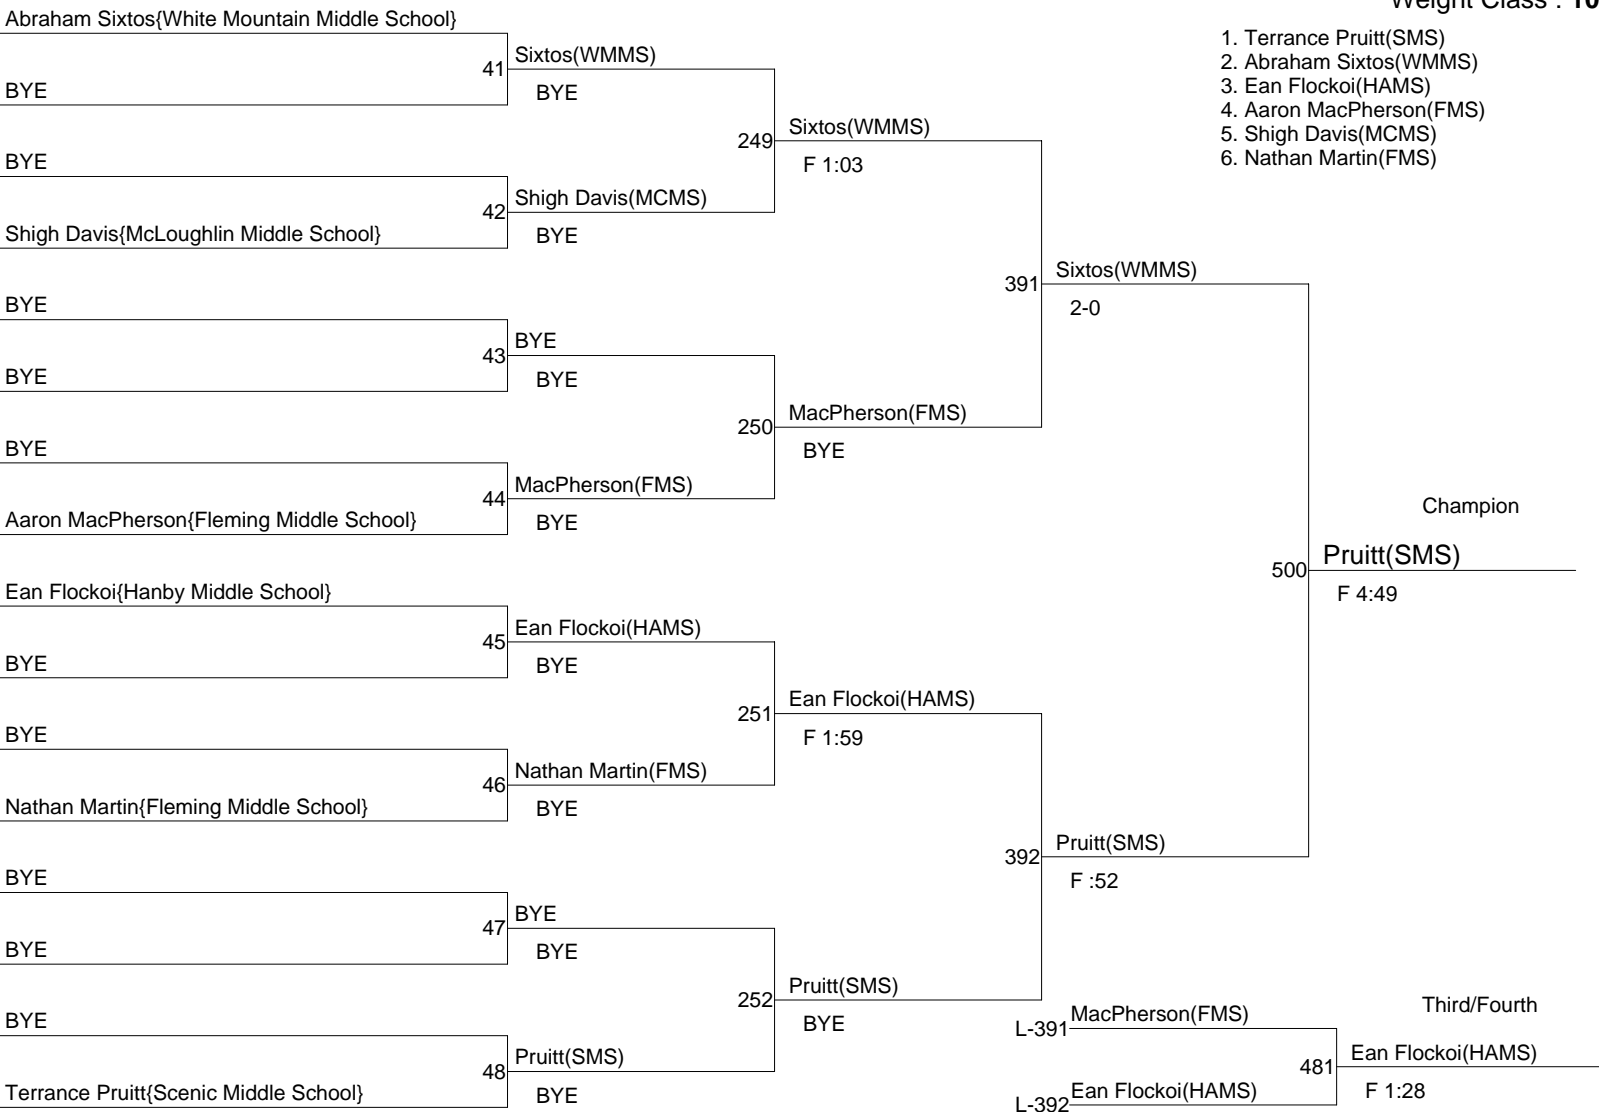 Weight Class : 10
1. Terrance Pruitt(SMS)
2. Abraham Sixtos(WMMS)
3. Ean Flockoi(HAMS)
4. Aaron MacPherson(FMS)
5. Shigh Davis(MCMS)
6. Nathan Martin(FMS)
Abraham Sixtos{White Mountain Middle School}
BYE
BYE
Shigh Davis{McLoughlin Middle School}
BYE
BYE
BYE
Aaron MacPherson{Fleming Middle School}
Ean Flockoi{Hanby Middle School}
BYE
BYE
Nathan Martin{Fleming Middle School}
BYE
BYE
BYE
Terrance Pruitt{Scenic Middle School}
41
Sixtos(WMMS)
BYE
42
Shigh Davis(MCMS)
BYE
43
BYE
BYE
44
MacPherson(FMS)
BYE
45
Ean Flockoi(HAMS)
BYE
46
Nathan Martin(FMS)
BYE
47
BYE
BYE
48
Pruitt(SMS)
BYE
249
Sixtos(WMMS)
F 1:03
250
MacPherson(FMS)
BYE
251
Ean Flockoi(HAMS)
F 1:59
252
Pruitt(SMS)
BYE
391
Sixtos(WMMS)
2-0
392
Pruitt(SMS)
F :52
Champion
500
Pruitt(SMS)
F 4:49
Third/Fourth
L-391
MacPherson(FMS)
L-392
Ean Flockoi(HAMS)
481
Ean Flockoi(HAMS)
F 1:28